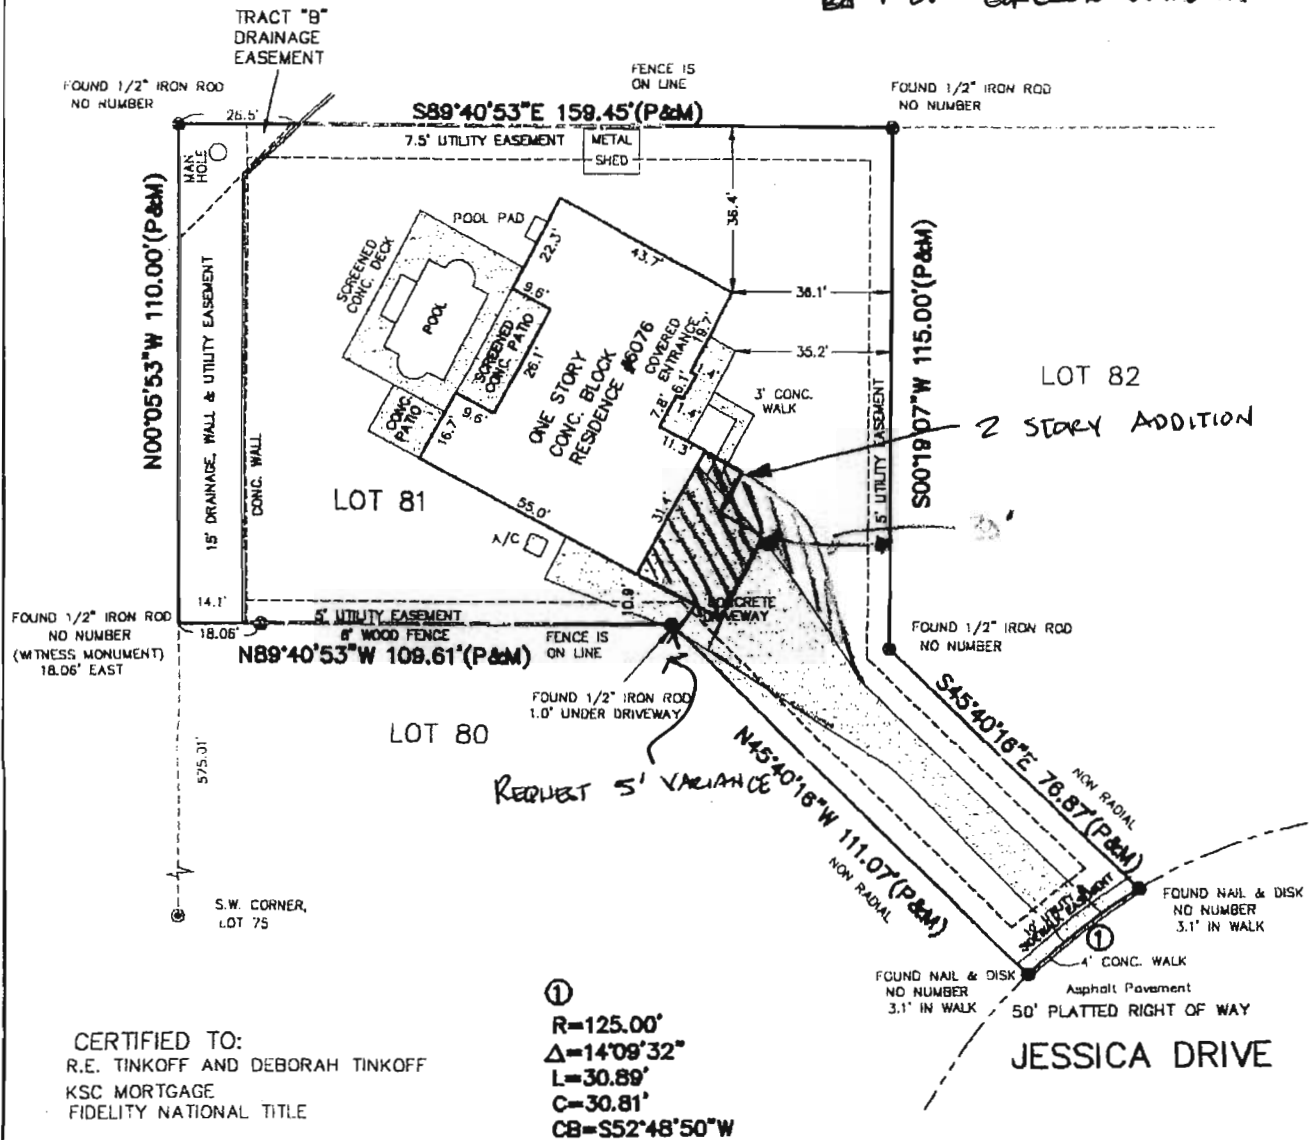 TRACT "B"
DRAINAGE
EASEMENT
FOUND 1/2" IRON ROD
NO NUMBER
26.5'
FENCE IS
ON LINE
S89°40'53"E 159.45'(P&M)
FOUND 1/2" IRON ROD
NO NUMBER
7.5' UTILITY EASEMENT
METAL
SHED
MAN
HOLE
N00°05'53"W 110.00'(P&M)
15' DRAINAGE, WALL & UTILITY EASEMENT
CONC. WALL
SCREENED
CONC. DECK
POOL PAD
POOL
22.3'
43.7'
36.4'
36.1'
35.2'
9.6'
SCREENED
CONC. PATIO
26.1'
9.6'
CONC.
PATIO
16.7'
ONE STORY
CONC. BLOCK
RESIDENCE #6076
COVERED
ENTRANCE
19.7'
1.4'
6.1'
1.4'
7.8'
11.3'
3' CONC.
WALK
5' UTILITY EASEMENT
S00°19'07"W 115.00'(P&M)
LOT 82
2 STORY ADDITION
LOT 81
55.0'
31.4'
A/C
10.9'
CONCRETE
DRIVEWAY
14.1'
18.06'
FOUND 1/2" IRON ROD
NO NUMBER
(WITNESS MONUMENT)
18.06' EAST
5' UTILITY EASEMENT
6' WOOD FENCE
FENCE IS
ON LINE
N89°40'53"W 109.61'(P&M)
FOUND 1/2" IRON ROD
NO NUMBER
FOUND 1/2" IRON ROD
1.0' UNDER DRIVEWAY
LOT 80
REQUEST 5' VARIANCE
575.01'
S.W. CORNER,
LOT 75
S45°40'16"E 76.87'(P&M)
NON RADIAL
N45°40'16"W 111.07'(P&M)
NON RADIAL
10' UTILITY &
SIDEWALK EASEMENT
1
FOUND NAIL & DISK
NO NUMBER
3.1' IN WALK
4' CONC. WALK
FOUND NAIL & DISK
NO NUMBER
3.1' IN WALK
Asphalt Pavement
50' PLATTED RIGHT OF WAY
JESSICA DRIVE
1
R=125.00'
Δ=14°09'32"
L=30.89'
C=30.81'
CB=S52°48'50"W
CERTIFIED TO:
R.E. TINKOFF AND DEBORAH TINKOFF
KSC MORTGAGE
FIDELITY NATIONAL TITLE